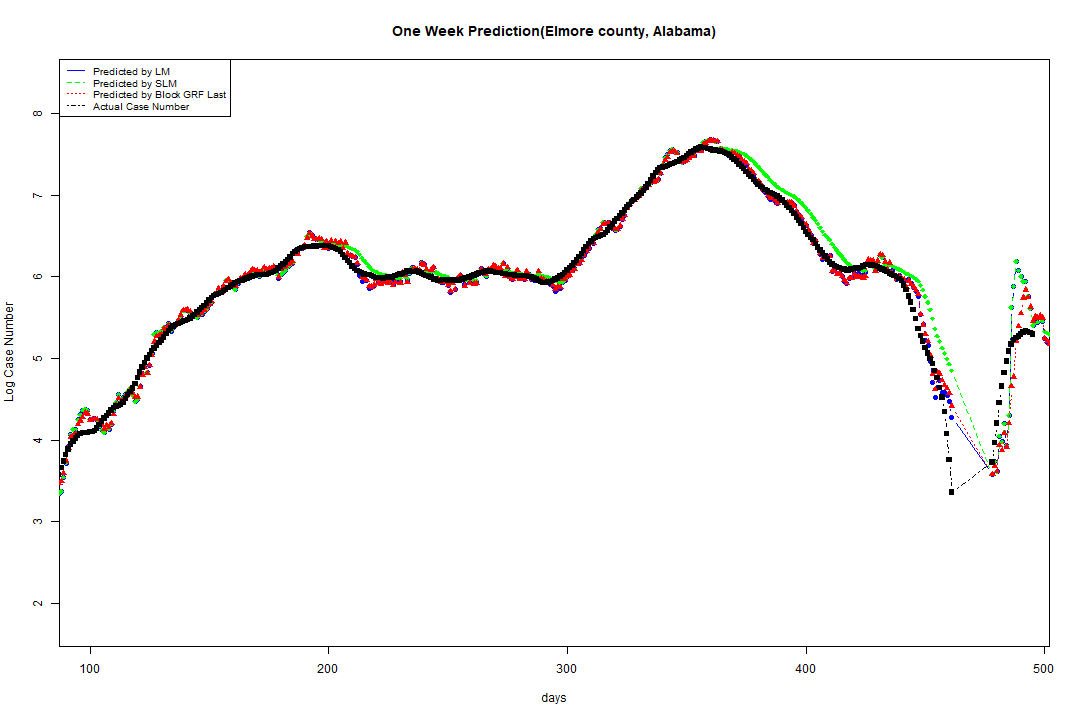 One Week Prediction(Elmore county, Alabama)
Predicted by LM
Predicted by SLM
Predicted by Block GRF Last
Actual Case Number
8
7
6
5
4
3
2
Log Case Number
100 200 300 400 500
days